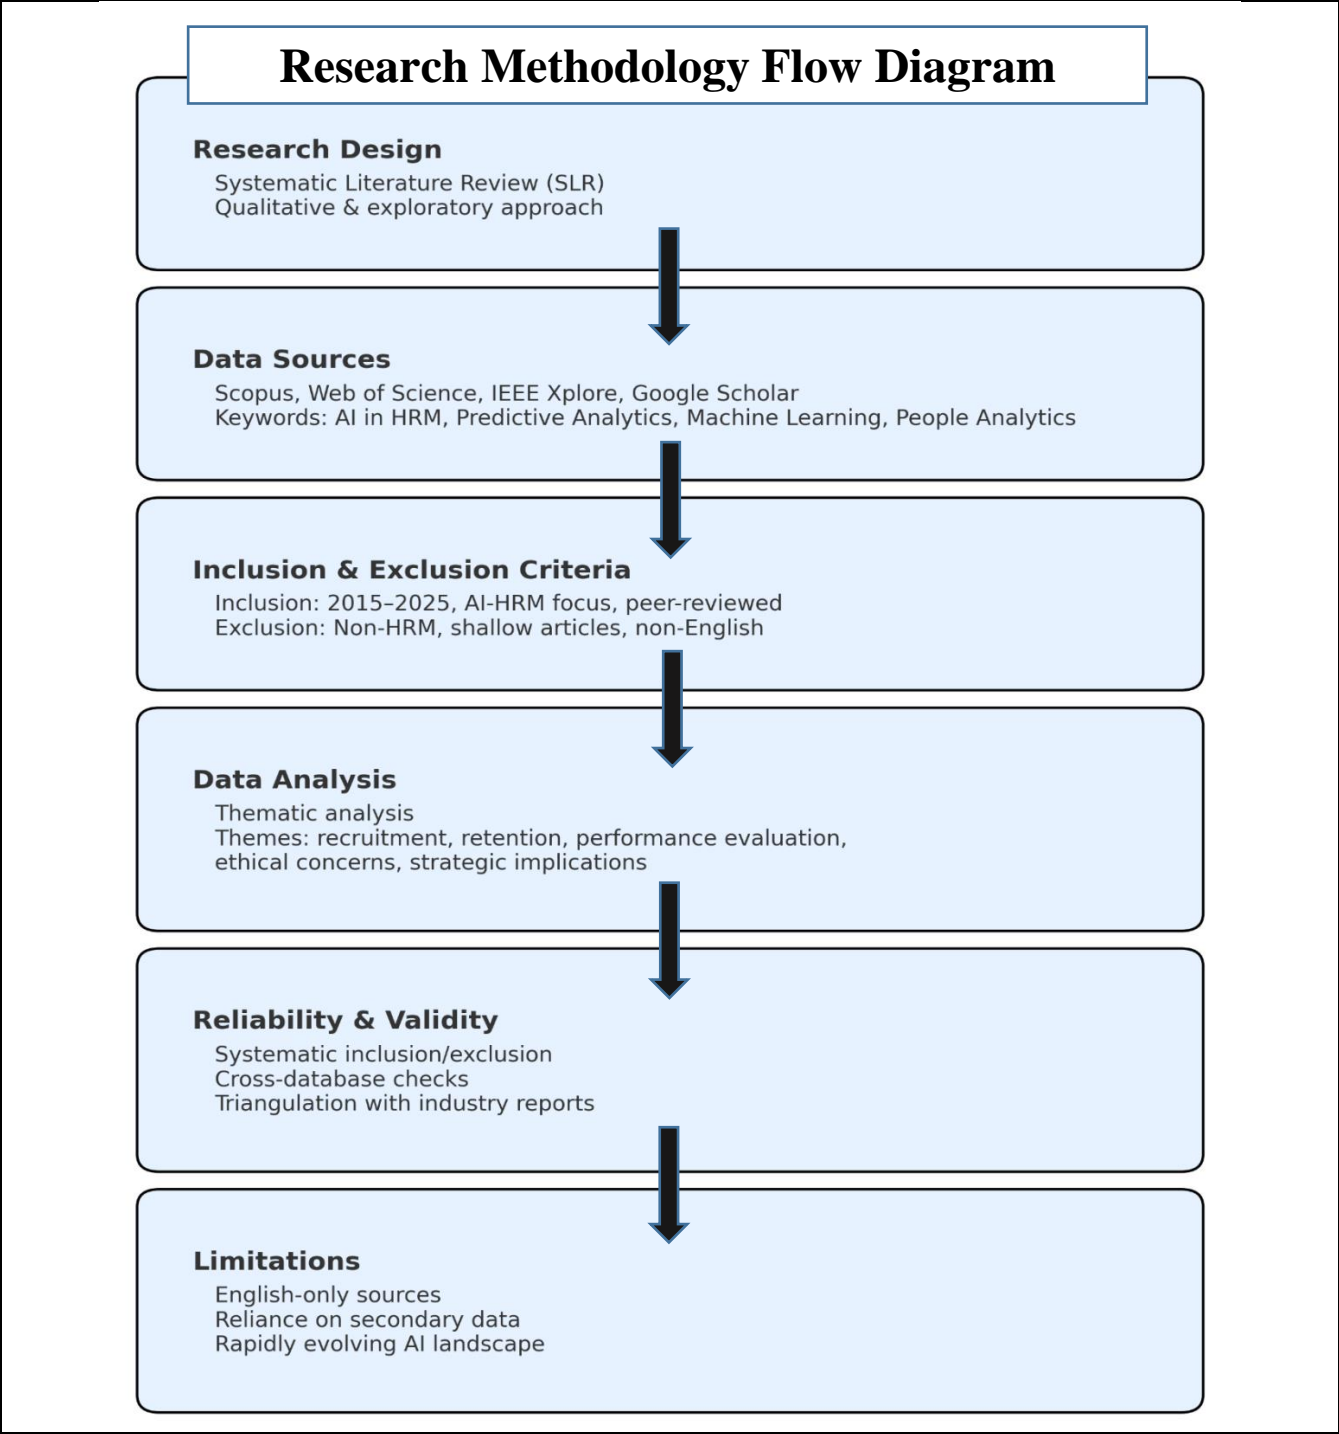 Research Methodology Flow Diagram
Research Design
Systematic Literature Review (SLR)
Qualitative & exploratory approach
Data Sources
Scopus, Web of Science, IEEE Xplore, Google Scholar
Keywords: AI in HRM, Predictive Analytics, Machine Learning, People Analytics
Inclusion & Exclusion Criteria
Inclusion: 2015–2025, AI-HRM focus, peer-reviewed
Exclusion: Non-HRM, shallow articles, non-English
Data Analysis
Thematic analysis
Themes: recruitment, retention, performance evaluation,
ethical concerns, strategic implications
Reliability & Validity
Systematic inclusion/exclusion
Cross-database checks
Triangulation with industry reports
Limitations
English-only sources
Reliance on secondary data
Rapidly evolving AI landscape